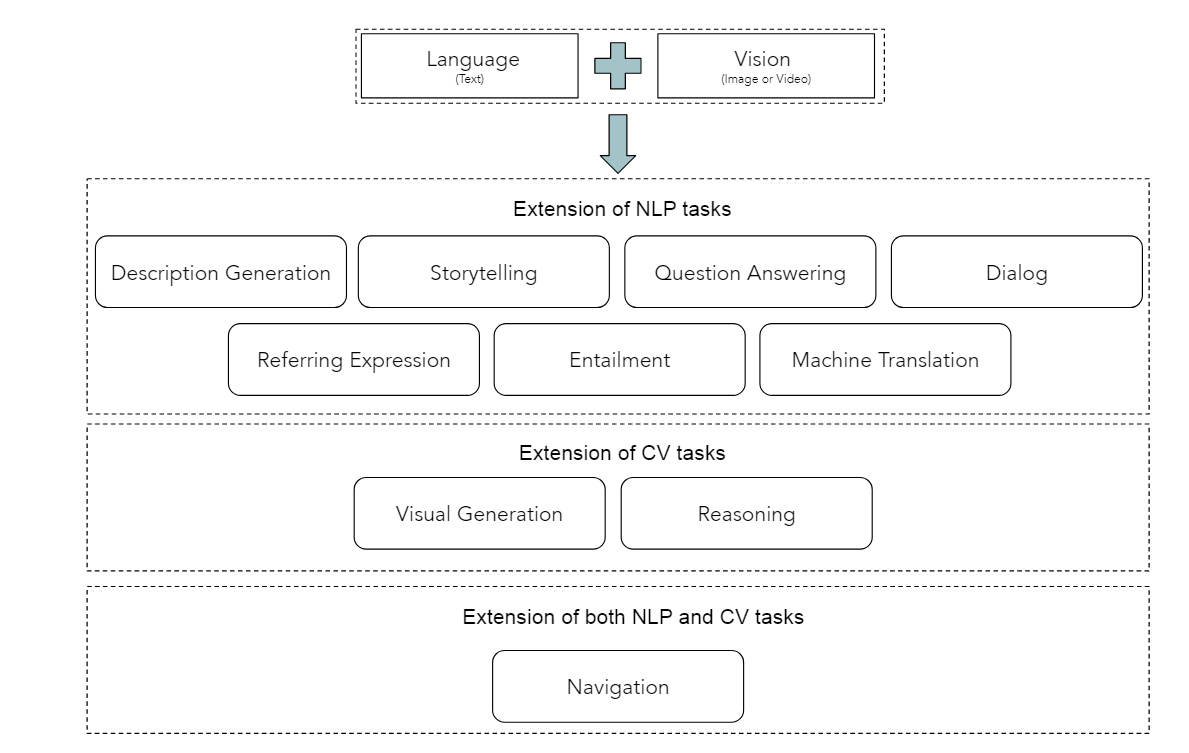 Language
(Text)
Vision
(Image or Video)
Extension of NLP tasks
Description Generation
Storytelling
Question Answering
Dialog
Referring Expression
Entailment
Machine Translation
Extension of CV tasks
Visual Generation
Reasoning
Extension of both NLP and CV tasks
Navigation